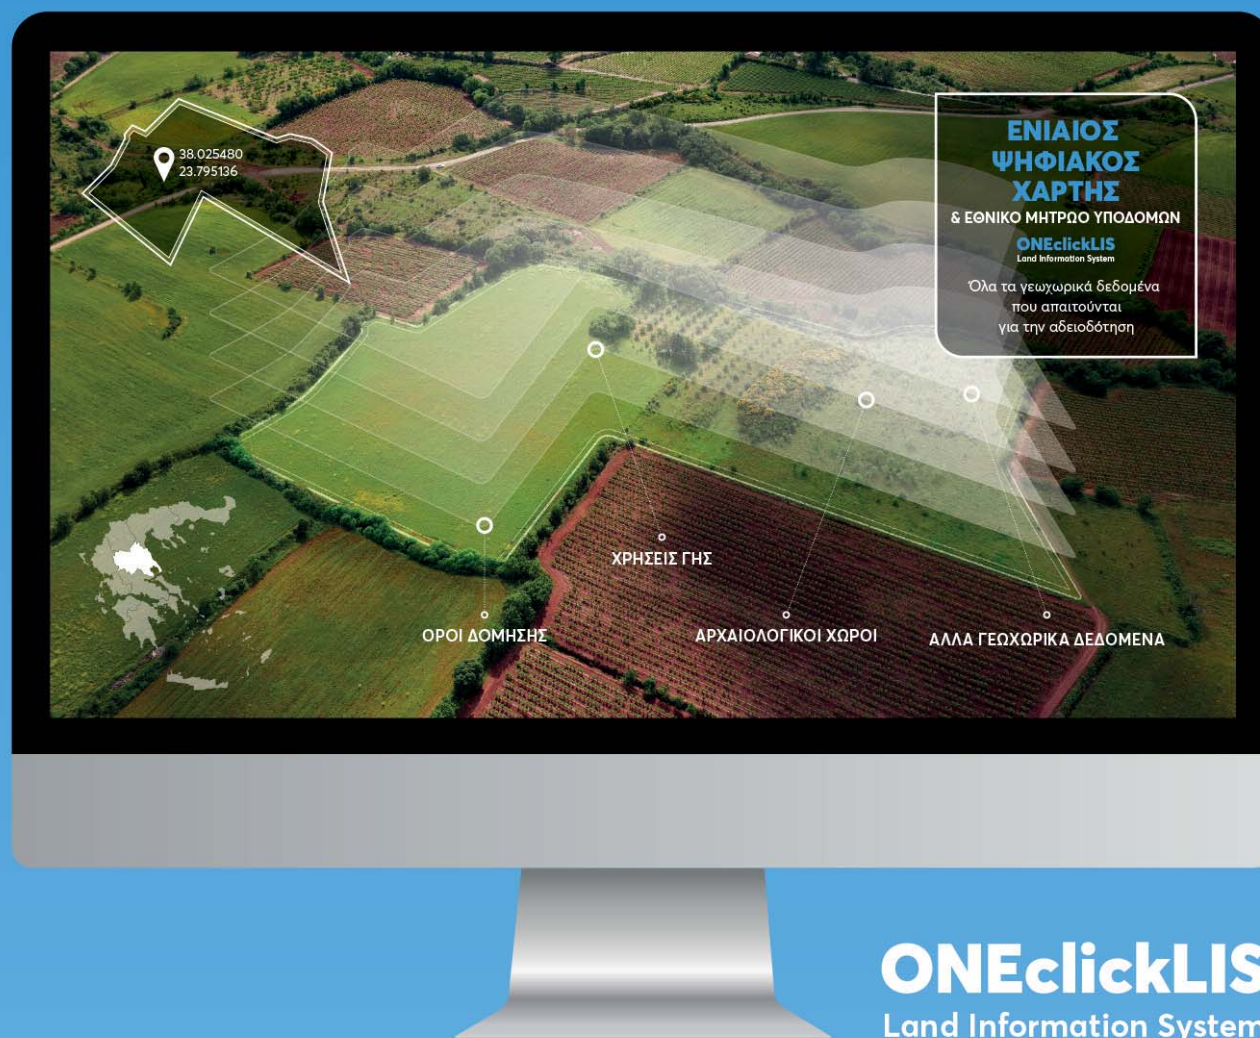 38.025480
23.795136
ΕΝΙΑΙΟΣ
ΨΗΦΙΑΚΟΣ
ΧΑΡΤΗΣ
& ΕΘΝΙΚΟ ΜΗΤΡΩΟ ΥΠΟΔΟΜΩΝ
ONEclickLIS
Land Information System
Όλα τα γεωχωρικά δεδομένα
που απαιτούνται
για την αδειοδότηση
ΧΡΗΣΕΙΣ ΓΗΣ
ΟΡΟΙ ΔΟΜΗΣΗΣ
ΑΡΧΑΙΟΛΟΓΙΚΟΙ ΧΩΡΟΙ
ΑΛΛΑ ΓΕΩΧΩΡΙΚΑ ΔΕΔΟΜΕΝΑ
ONEclickLIS
Land Information System